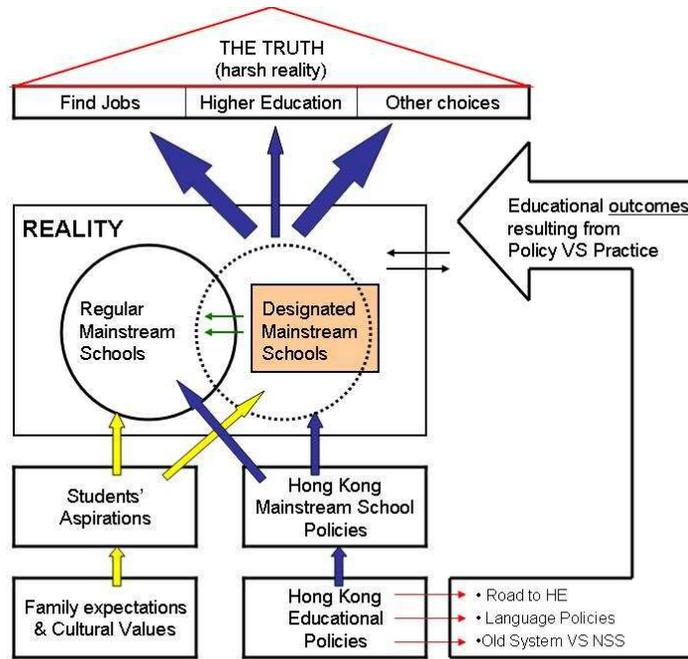 THE TRUTH
(harsh reality)
Find Jobs
Higher Education
Other choices
REALITY
Regular
Mainstream
Schools
Designated
Mainstream
Schools
Educational outcomes
resulting from
Policy VS Practice
Students'
Aspirations
Hong Kong
Mainstream School
Policies
Family expectations
& Cultural Values
Hong Kong
Educational
Policies
• Road to HE
• Language Policies
•Old System VS NSS